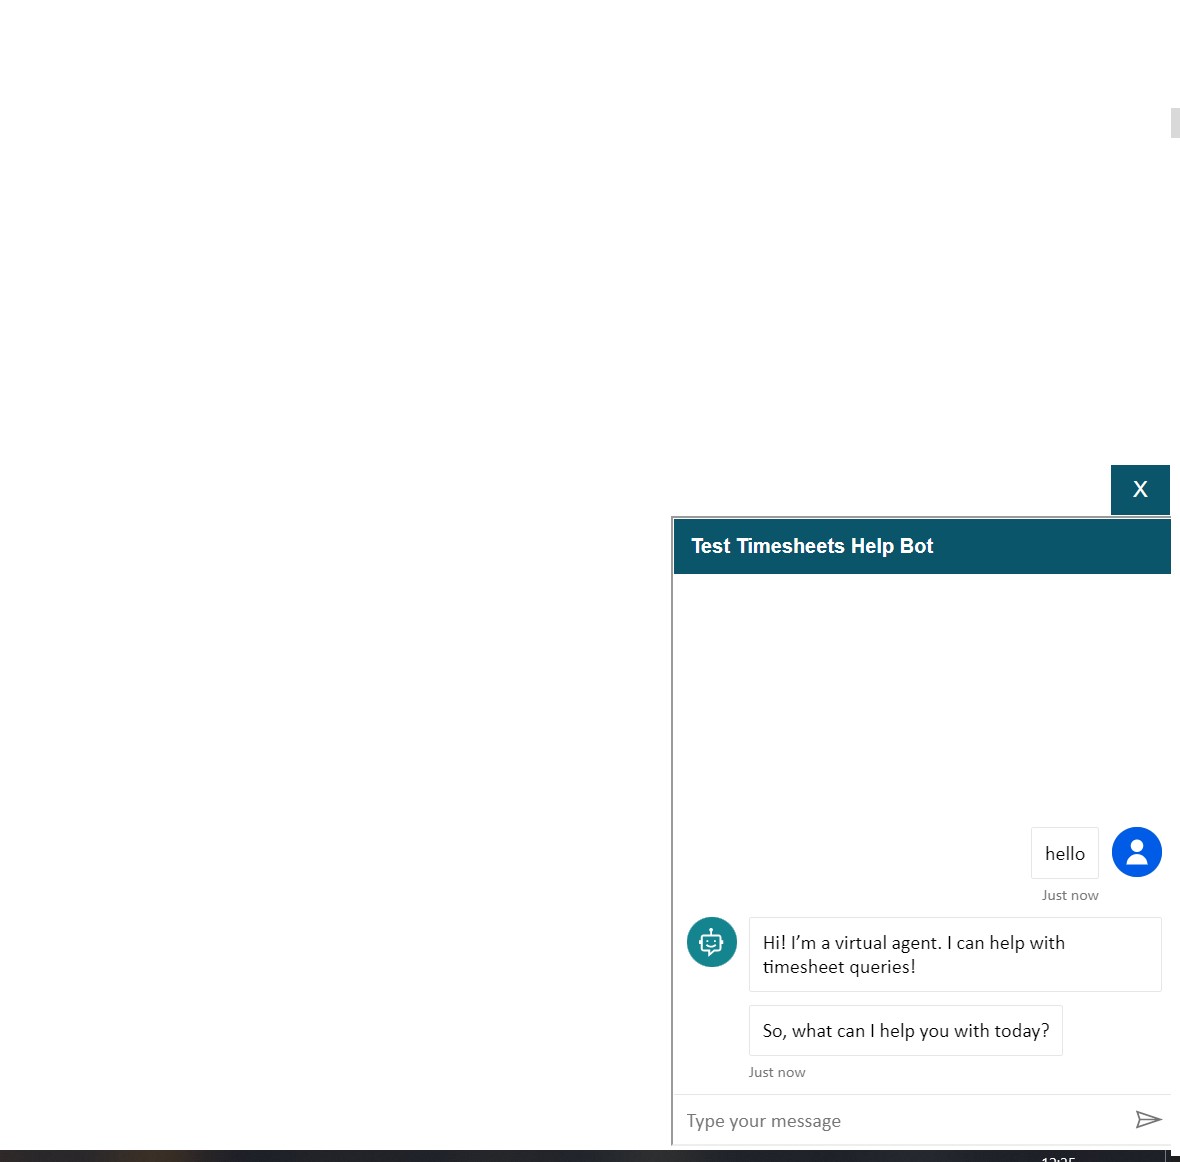 X
Test Timesheets Help Bot
hello
Just now
Hi! I’m a virtual agent. I can help with
timesheet queries!
So, what can I help you with today?
Just now
Type your message